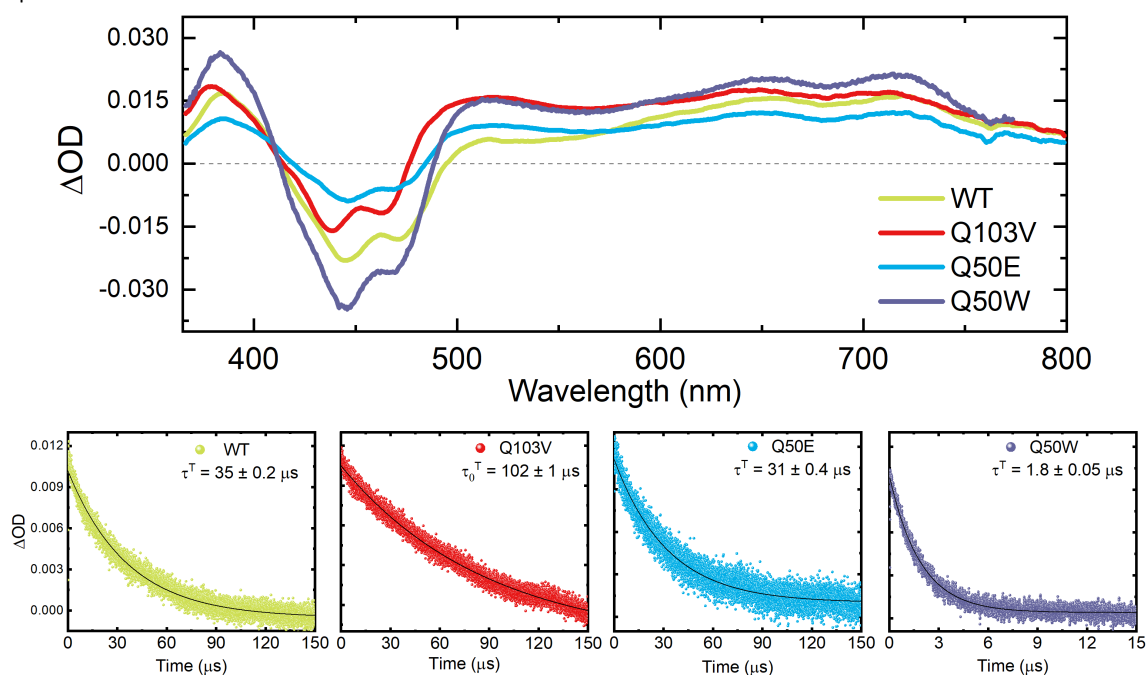 0.030
0.015
0.000
-0.015
-0.030
ΔOD
WT
Q103V
Q50E
Q50W
400 500 600 700 800
Wavelength (nm)
0.012
0.009
0.006
0.003
0.000
ΔOD
WT
τᵀ = 35 ± 0.2 μs
0 30 60 90 120 150
Time (μs)
Q103V
τ₀ᵀ = 102 ± 1 μs
0 30 60 90 120 150
Time (μs)
Q50E
τᵀ = 31 ± 0.4 μs
0 30 60 90 120 150
Time (μs)
Q50W
τᵀ = 1.8 ± 0.05 μs
0 3 6 9 12 15
Time (μs)